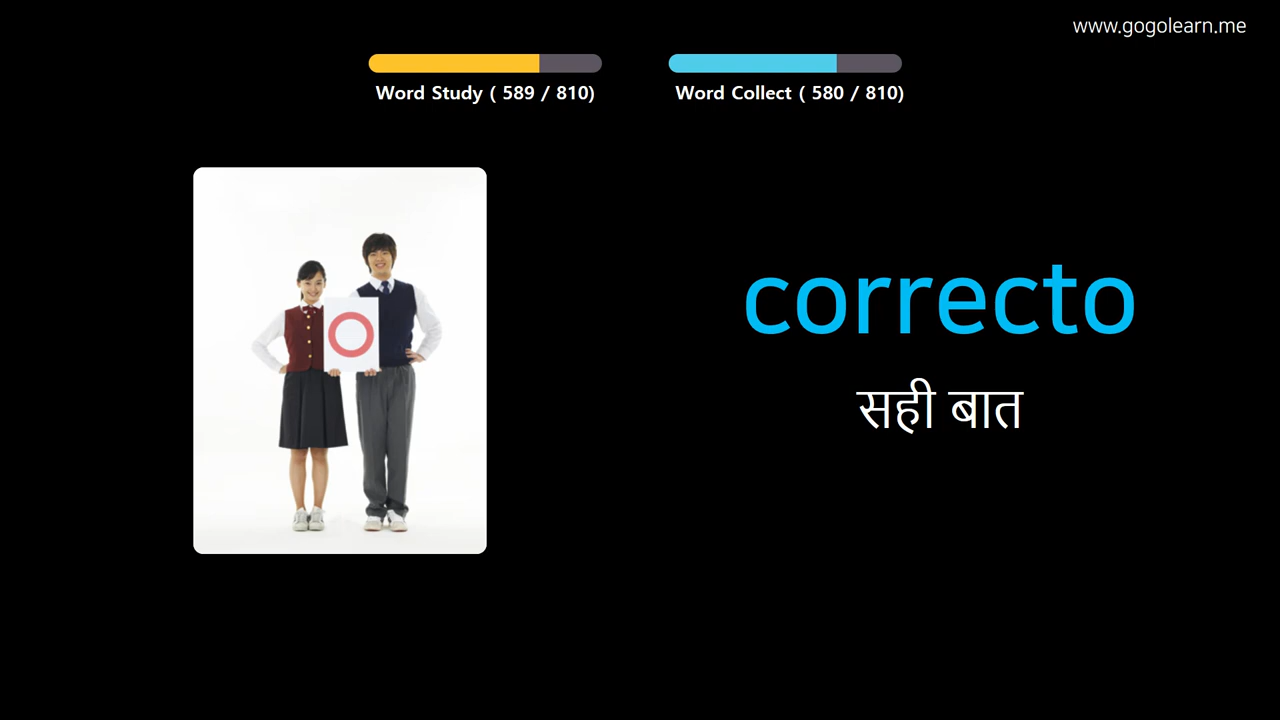 www.gogolearn.me
Word Study ( 589 / 810)
Word Collect ( 580 / 810)
correcto
सही बात